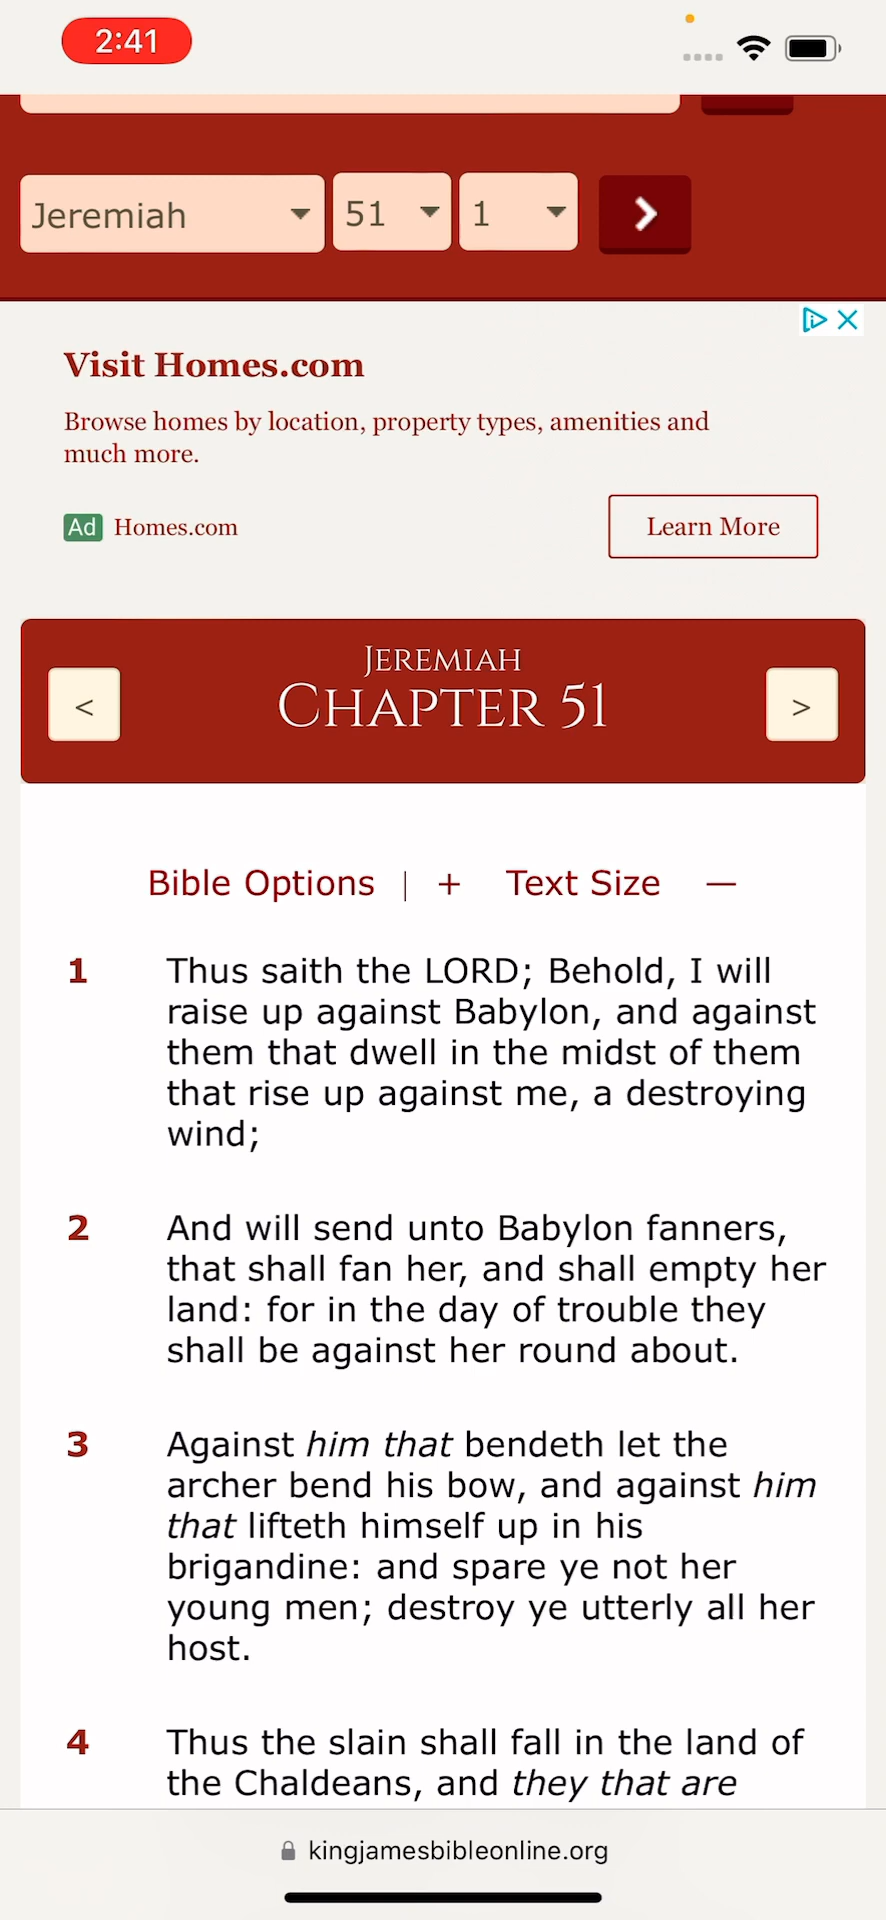 2:41
Jeremiah 51 1
Visit Homes.com
Browse homes by location, property types, amenities and
much more.
Ad Homes.com
Learn More
JEREMIAH
< CHAPTER 51 >
Bible Options | + Text Size —
1 Thus saith the LORD; Behold, I will
raise up against Babylon, and against
them that dwell in the midst of them
that rise up against me, a destroying
wind;
2 And will send unto Babylon fanners,
that shall fan her, and shall empty her
land: for in the day of trouble they
shall be against her round about.
3 Against him that bendeth let the
archer bend his bow, and against him
that lifteth himself up in his
brigandine: and spare ye not her
young men; destroy ye utterly all her
host.
4 Thus the slain shall fall in the land of
the Chaldeans, and they that are
kingjamesbibleonline.org